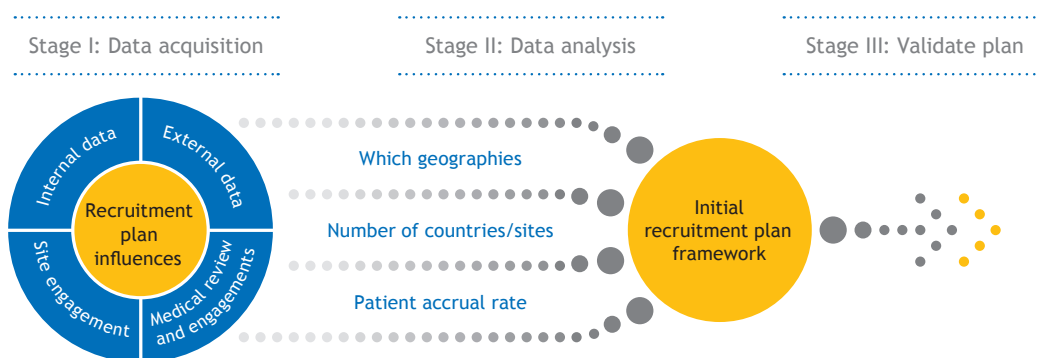 Stage I: Data acquisition
Stage II: Data analysis
Stage III: Validate plan
Internal data
External data
Site engagement
Medical review
and engagements
Recruitment
plan
influences
Which geographies
Number of countries/sites
Patient accrual rate
Initial
recruitment plan
framework